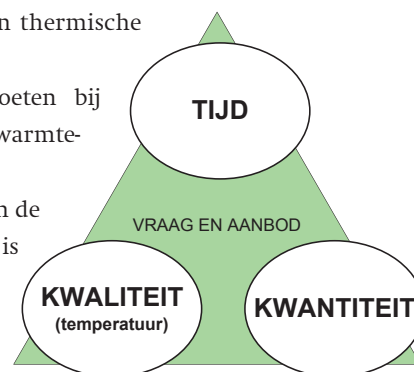 n thermische
oeten bij
warmte-
n de
is
TIJD
VRAAG EN AANBOD
KWALITEIT
(temperatuur)
KWANTITEIT